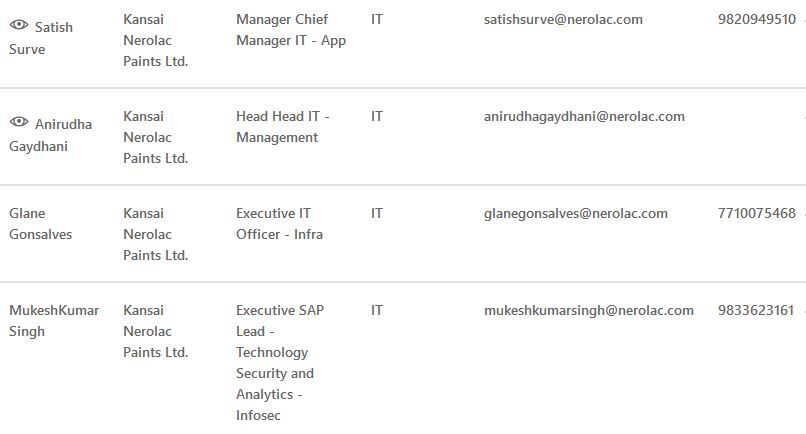 Satish
Surve
Kansai
Nerolac
Paints Ltd.
Manager Chief
Manager IT - App
IT
satishsurve@nerolac.com
9820949510
Anirudha
Gaydhani
Kansai
Nerolac
Paints Ltd.
Head Head IT -
Management
IT
anirudhagaydhani@nerolac.com
Glane
Gonsalves
Kansai
Nerolac
Paints Ltd.
Executive IT
Officer - Infra
IT
glanegonsalves@nerolac.com
7710075468
MukeshKumar
Singh
Kansai
Nerolac
Paints Ltd.
Executive SAP
Lead -
Technology
Security and
Analytics -
Infosec
IT
mukeshkumarsingh@nerolac.com
9833623161